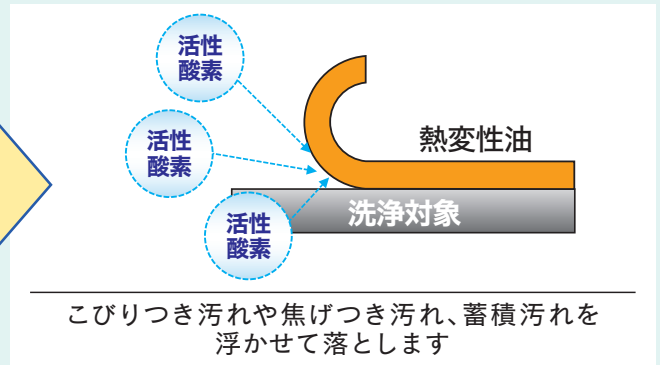 活性
酸素
活性
酸素
活性
酸素
熱変性油
洗浄対象
こびりつき汚れや焦げつき汚れ、蓄積汚れを
浮かせて落とします